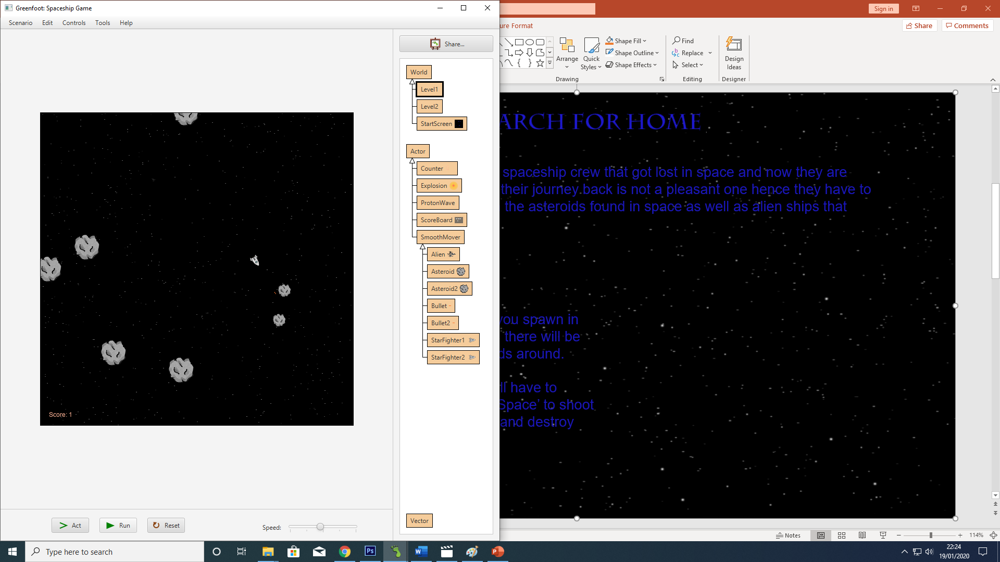 Greenfoot: Spaceship Game
Scenario Edit Controls Tools Help
Share...
World
Level1
Level2
StartScreen
Actor
Counter
Explosion
ProtonWave
ScoreBoard
SmoothMover
Alien
Asteroid
Asteroid2
Bullet
Bullet2
StarFighter1
StarFighter2
Vector
Score: 1
Act Run Reset Speed:
Sign in
ure Format
Share Comments
Arrange
Quick
Styles
Shape Fill
Shape Outline
Shape Effects
Drawing
Find
Replace
Select
Editing
Design
Ideas
Designer
ARCH FOR HOME
spaceship crew that got lost in space and now they are
their journey back is not a pleasant one hence they have to
the asteroids found in space as well as alien ships that
you spawn in
there will be
ds around.
ll have to
Space’ to shoot
and destroy
Notes
114%
Type here to search
22:24
19/01/2020